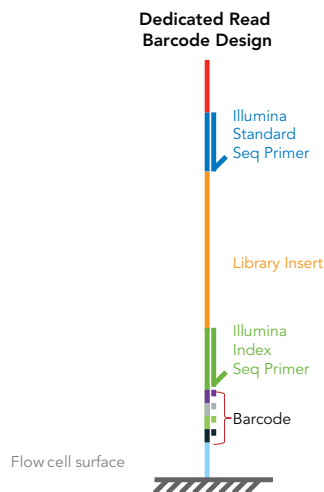 Dedicated Read
Barcode Design
Illumina
Standard
Seq Primer
Library Insert
Illumina
Index
Seq Primer
Barcode
Flow cell surface